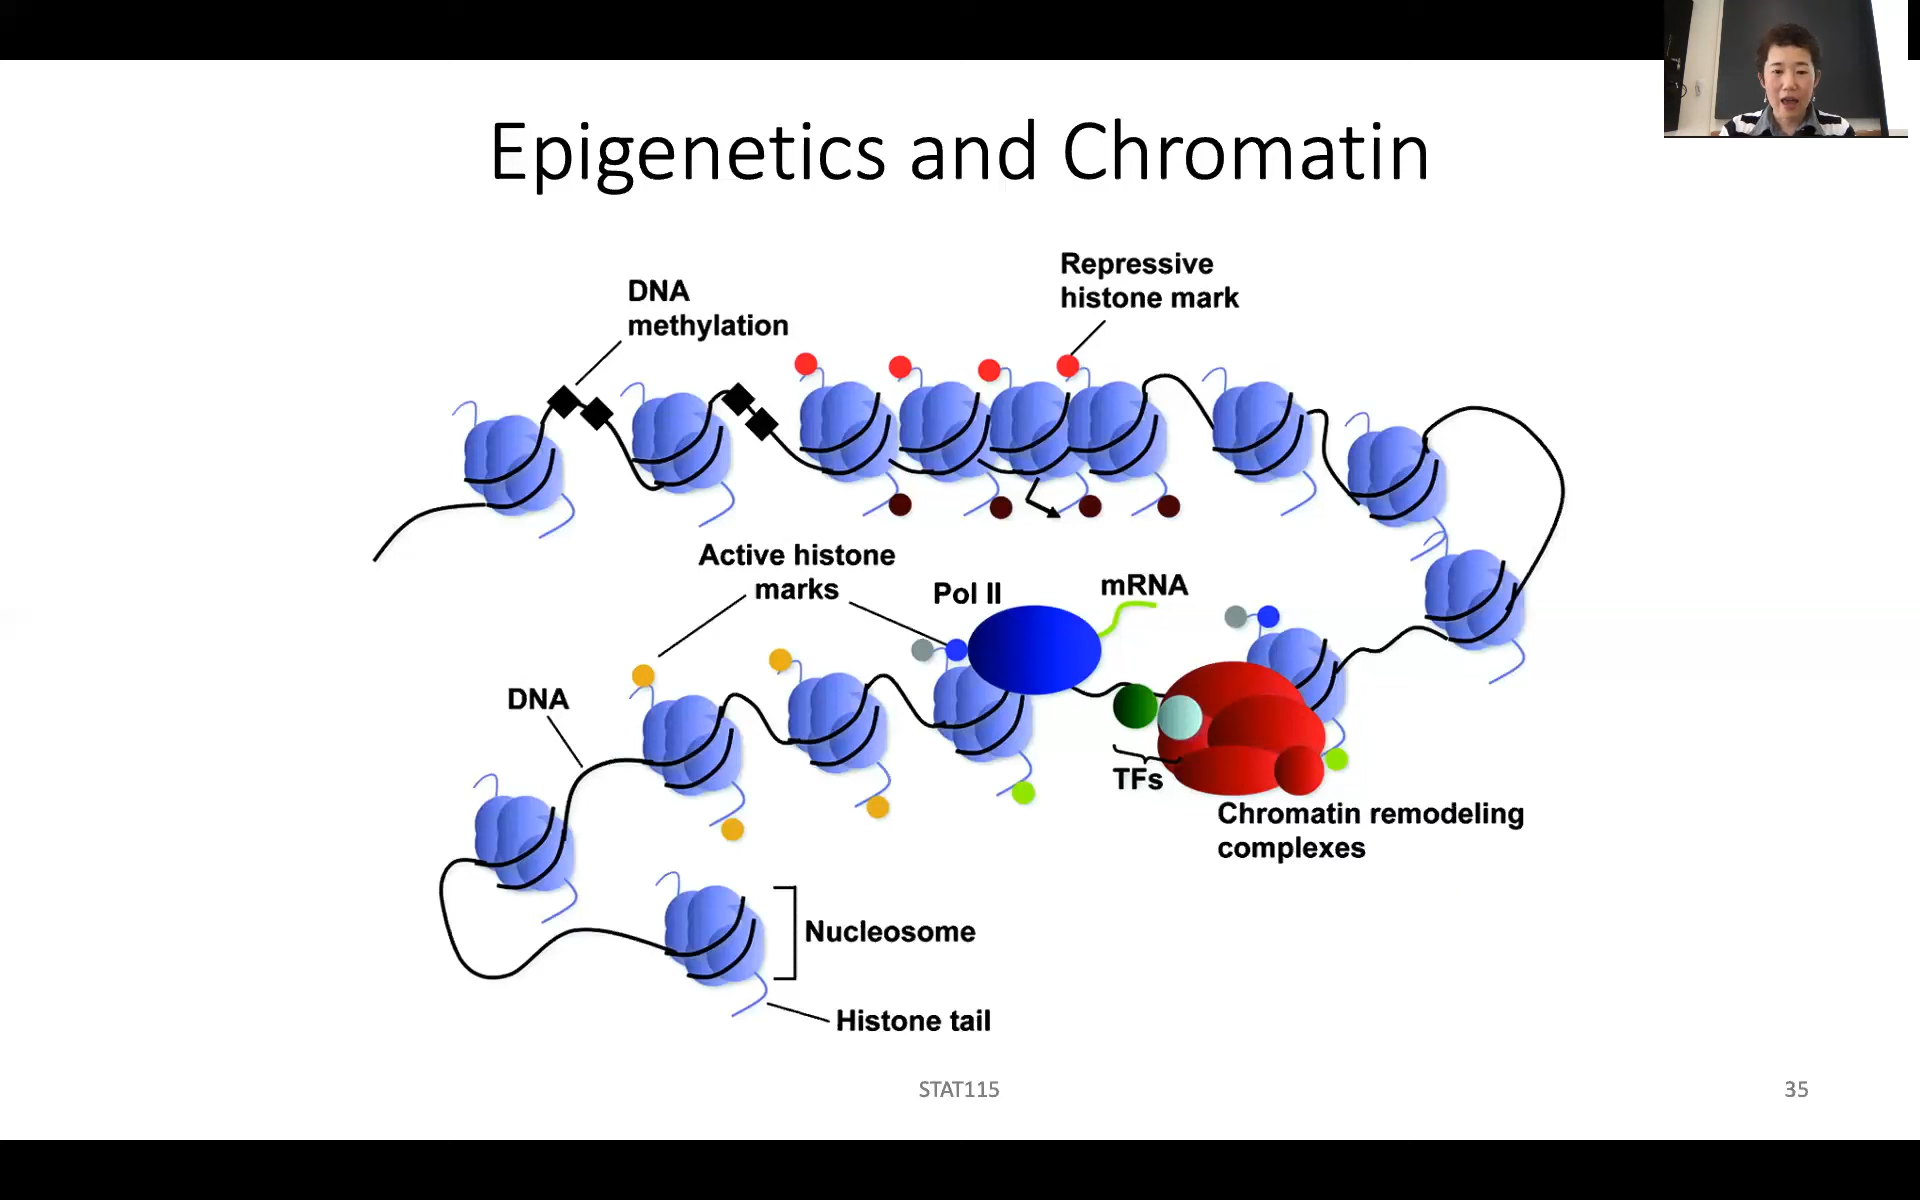 Epigenetics and Chromatin
Repressive
histone mark
DNA
methylation
Active histone
marks
Pol II
mRNA
DNA
TFs
Chromatin remodeling
complexes
Nucleosome
Histone tail
STAT115
35